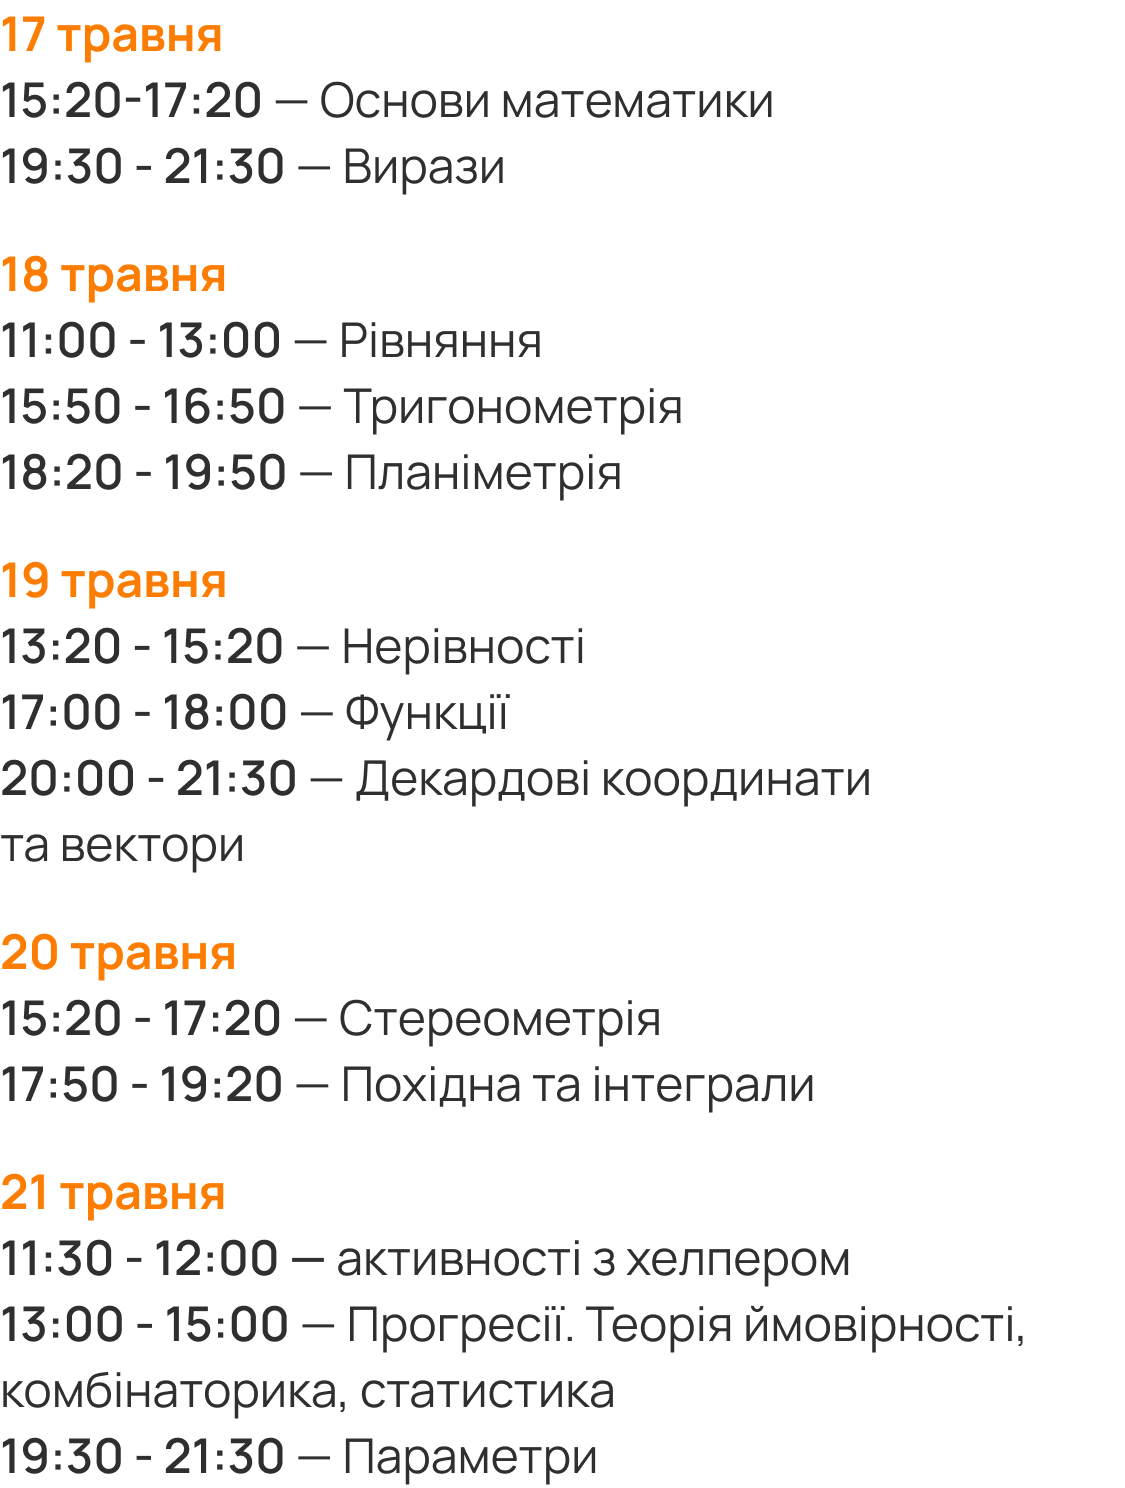 17 травня
15:20-17:20 — Основи математики
19:30 - 21:30 — Вирази
18 травня
11:00 - 13:00 — Рівняння
15:50 - 16:50 — Тригонометрія
18:20 - 19:50 — Планіметрія
19 травня
13:20 - 15:20 — Нерівності
17:00 - 18:00 — Функції
20:00 - 21:30 — Декардові координати
та вектори
20 травня
15:20 - 17:20 — Стереометрія
17:50 - 19:20 — Похідна та інтеграли
21 травня
11:30 - 12:00 — активності з хелпером
13:00 - 15:00 — Прогресії. Теорія ймовірності,
комбінаторика, статистика
19:30 - 21:30 — Параметри